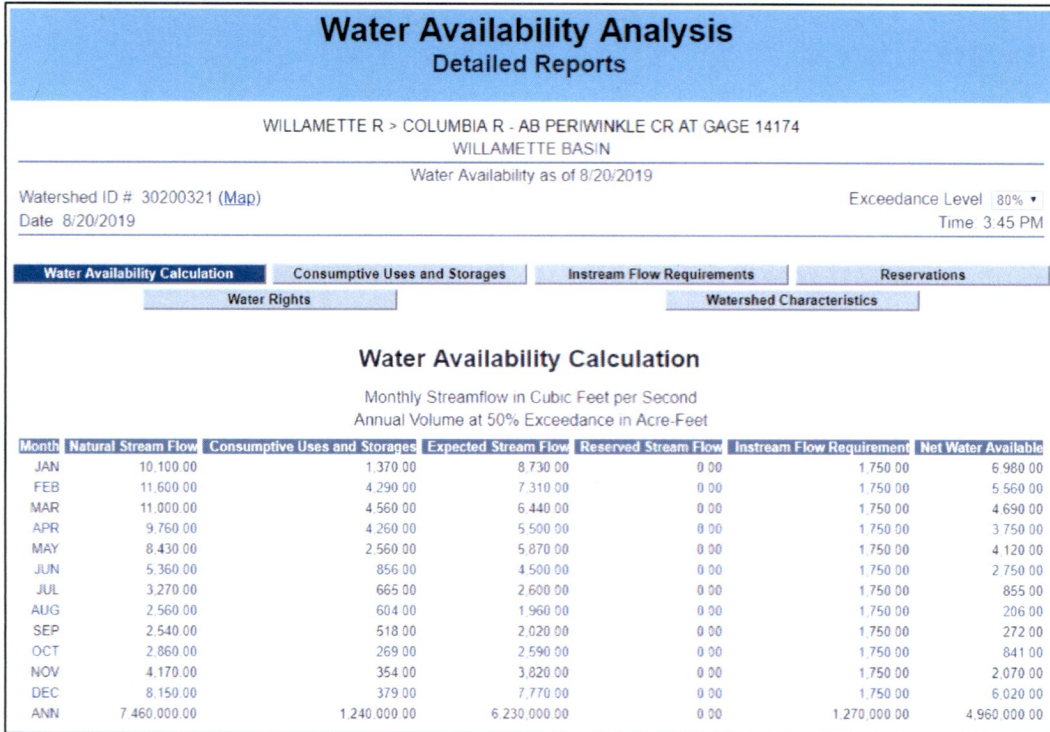 Water Availability Analysis
Detailed Reports
WILLAMETTE R > COLUMBIA R - AB PERIWINKLE CR AT GAGE 14174
WILLAMETTE BASIN
Water Availability as of 8/20/2019
Watershed ID # 30200321 (Map) Exceedance Level 80%
Date 8/20/2019 Time: 3:45 PM
Water Availability Calculation Consumptive Uses and Storages Instream Flow Requirements Reservations
Water Rights Watershed Characteristics
Water Availability Calculation
Monthly Streamflow in Cubic Feet per Second
Annual Volume at 50% Exceedance in Acre-Feet
Month Natural Stream Flow Consumptive Uses and Storages Expected Stream Flow Reserved Stream Flow Instream Flow Requirement Net Water Available
JAN 10,100.00 1,370.00 8,730.00 0.00 1,750.00 6,980.00
FEB 11,600.00 4,290.00 7,310.00 0.00 1,750.00 5,560.00
MAR 11,000.00 4,560.00 6,440.00 0.00 1,750.00 4,690.00
APR 9,760.00 4,260.00 5,500.00 0.00 1,750.00 3,750.00
MAY 8,430.00 2,560.00 5,870.00 0.00 1,750.00 4,120.00
JUN 5,360.00 856.00 4,500.00 0.00 1,750.00 2,750.00
JUL 3,270.00 665.00 2,600.00 0.00 1,750.00 855.00
AUG 2,560.00 604.00 1,960.00 0.00 1,750.00 206.00
SEP 2,540.00 518.00 2,020.00 0.00 1,750.00 272.00
OCT 2,860.00 269.00 2,590.00 0.00 1,750.00 841.00
NOV 4,170.00 354.00 3,820.00 0.00 1,750.00 2,070.00
DEC 8,150.00 379.00 7,770.00 0.00 1,750.00 6,020.00
ANN 7,460,000.00 1,240,000.00 6,230,000.00 0.00 1,270,000.00 4,960,000.00